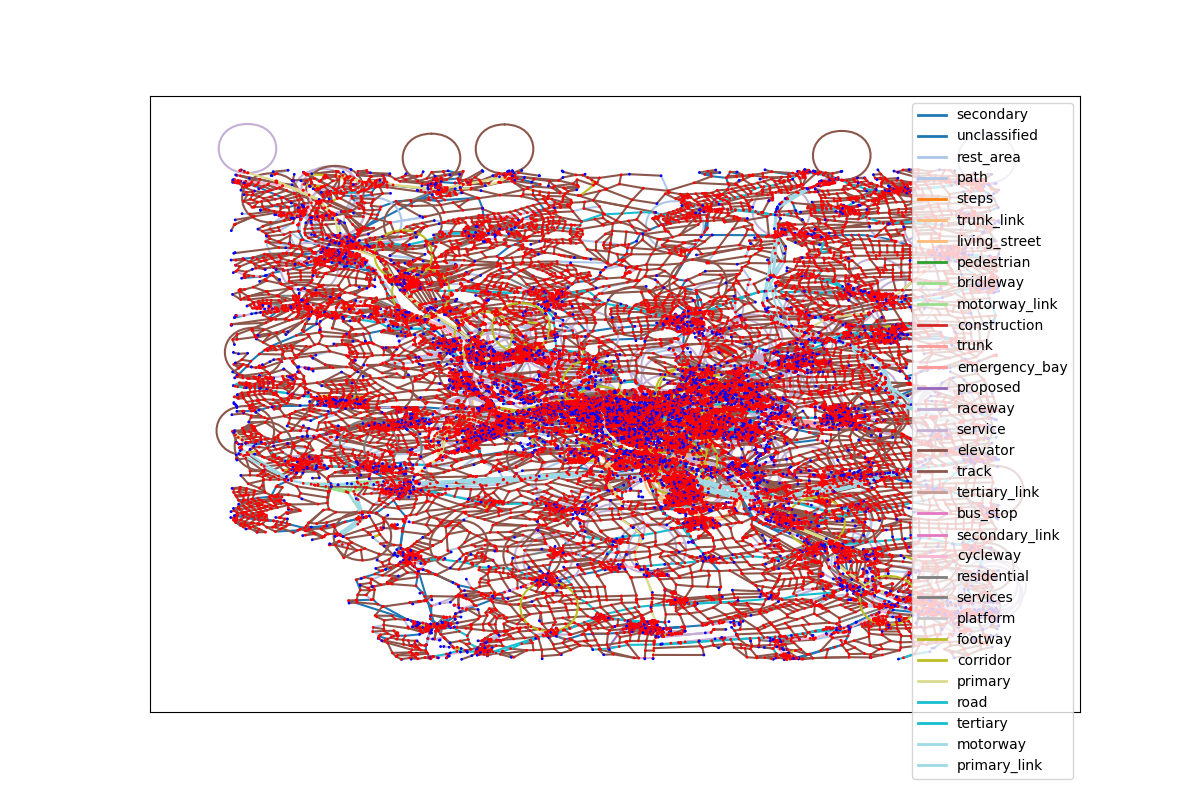 secondary
unclassified
rest_area
path
steps
trunk_link
living_street
pedestrian
bridleway
motorway_link
construction
trunk
emergency_bay
proposed
raceway
service
elevator
track
tertiary_link
bus_stop
secondary_link
cycleway
residential
services
platform
footway
corridor
primary
road
tertiary
motorway
primary_link